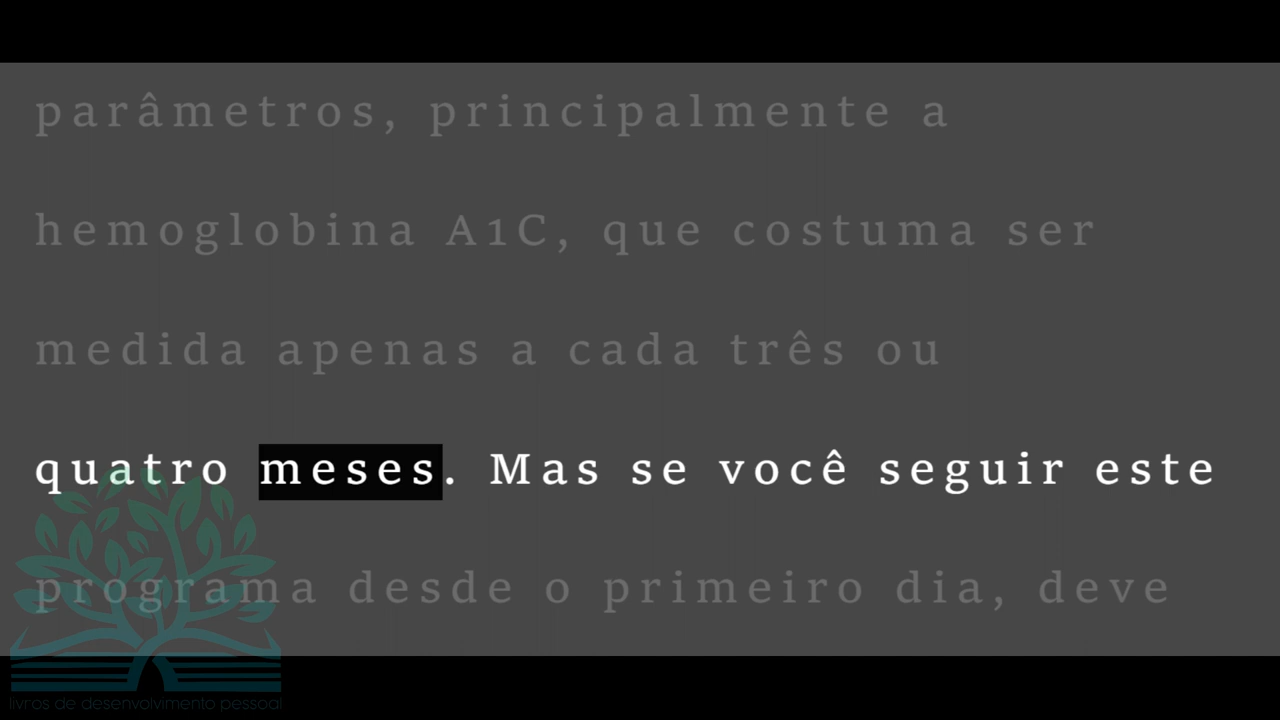 parâmetros, principalmente a
hemoglobina A1C, que costuma ser
medida apenas a cada três ou
quatro meses. Mas se você seguir este
programa desde o primeiro dia, deve
livros de desenvolvimento pessoal